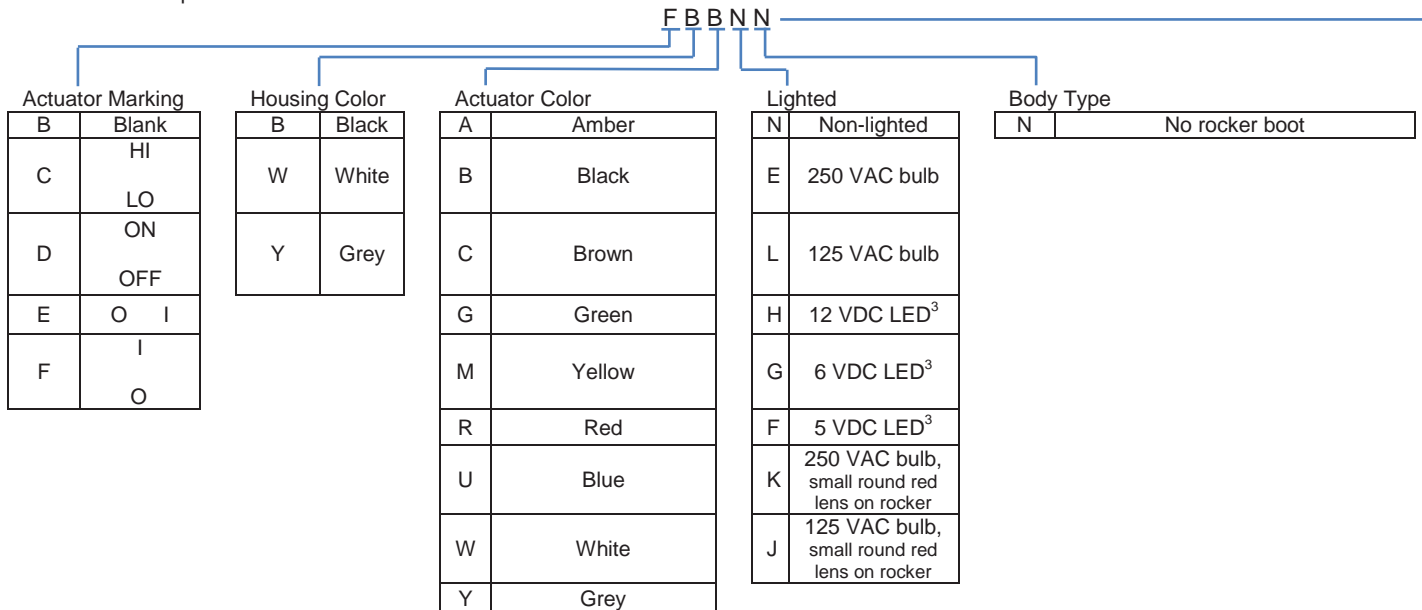 F B B N N
Actuator Marking
B Blank
C HI
LO
D ON
OFF
E O I
F I
O
Housing Color
B Black
W White
Y Grey
Actuator Color
A Amber
B Black
C Brown
G Green
M Yellow
R Red
U Blue
W White
Y Grey
Lighted
N Non-lighted
E 250 VAC bulb
L 125 VAC bulb
H 12 VDC LED³
G 6 VDC LED³
F 5 VDC LED³
K 250 VAC bulb,
small round red
lens on rocker
J 125 VAC bulb,
small round red
lens on rocker
Body Type
N No rocker boot